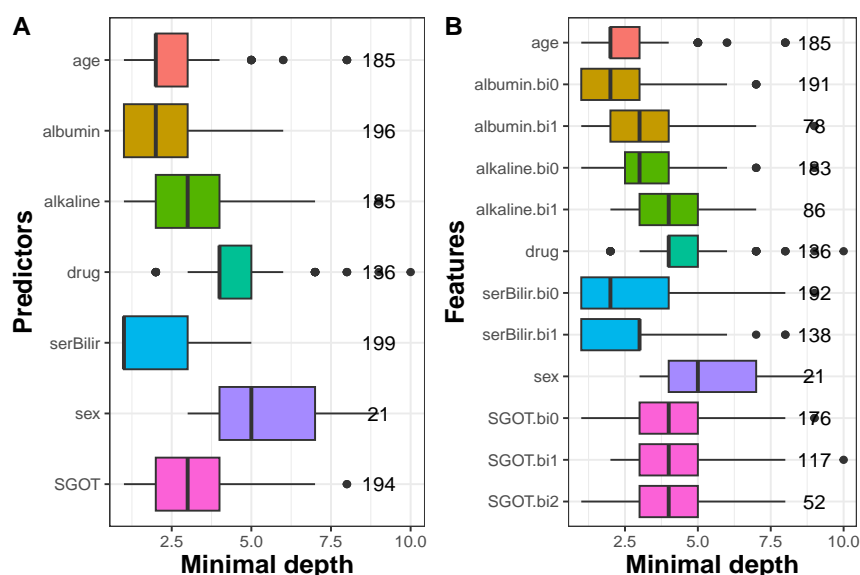 A
Predictors
age
albumin
alkaline
drug
serBilir
sex
SGOT
185
196
185
136
199
21
194
2.5 5.0 7.5 10.0
Minimal depth
B
Features
age
albumin.bi0
albumin.bi1
alkaline.bi0
alkaline.bi1
drug
serBilir.bi0
serBilir.bi1
sex
SGOT.bi0
SGOT.bi1
SGOT.bi2
185
191
78
183
86
136
192
138
21
176
117
52
2.5 5.0 7.5 10.0
Minimal depth